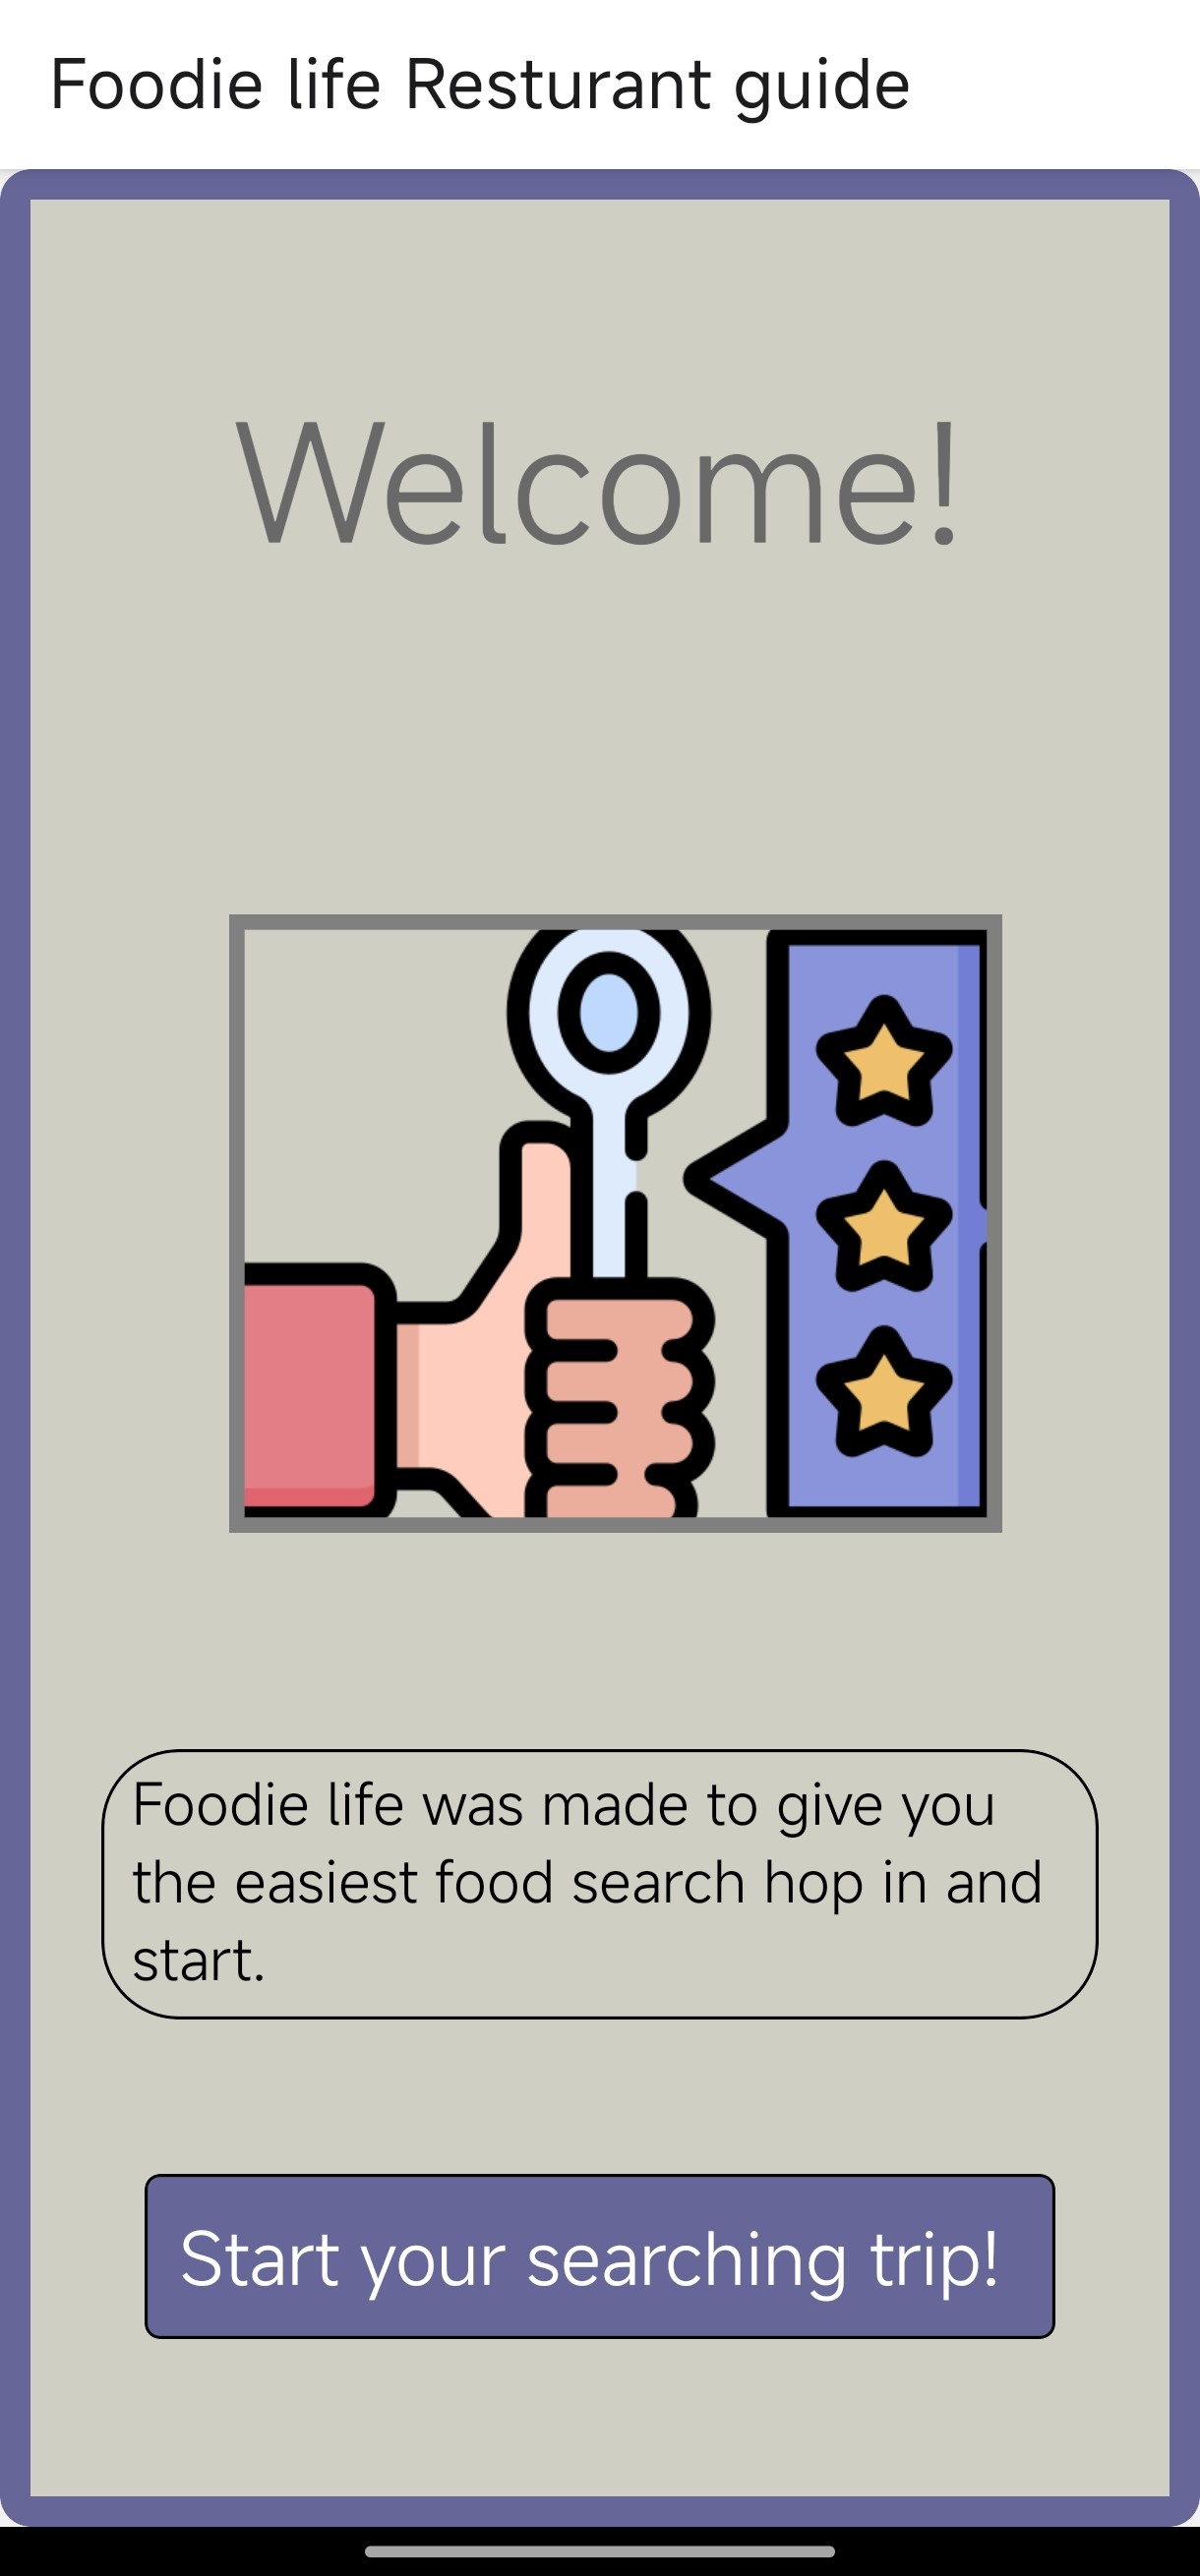 Foodie life Resturant guide
Welcome!
Foodie life was made to give you
the easiest food search hop in and
start.
Start your searching trip!